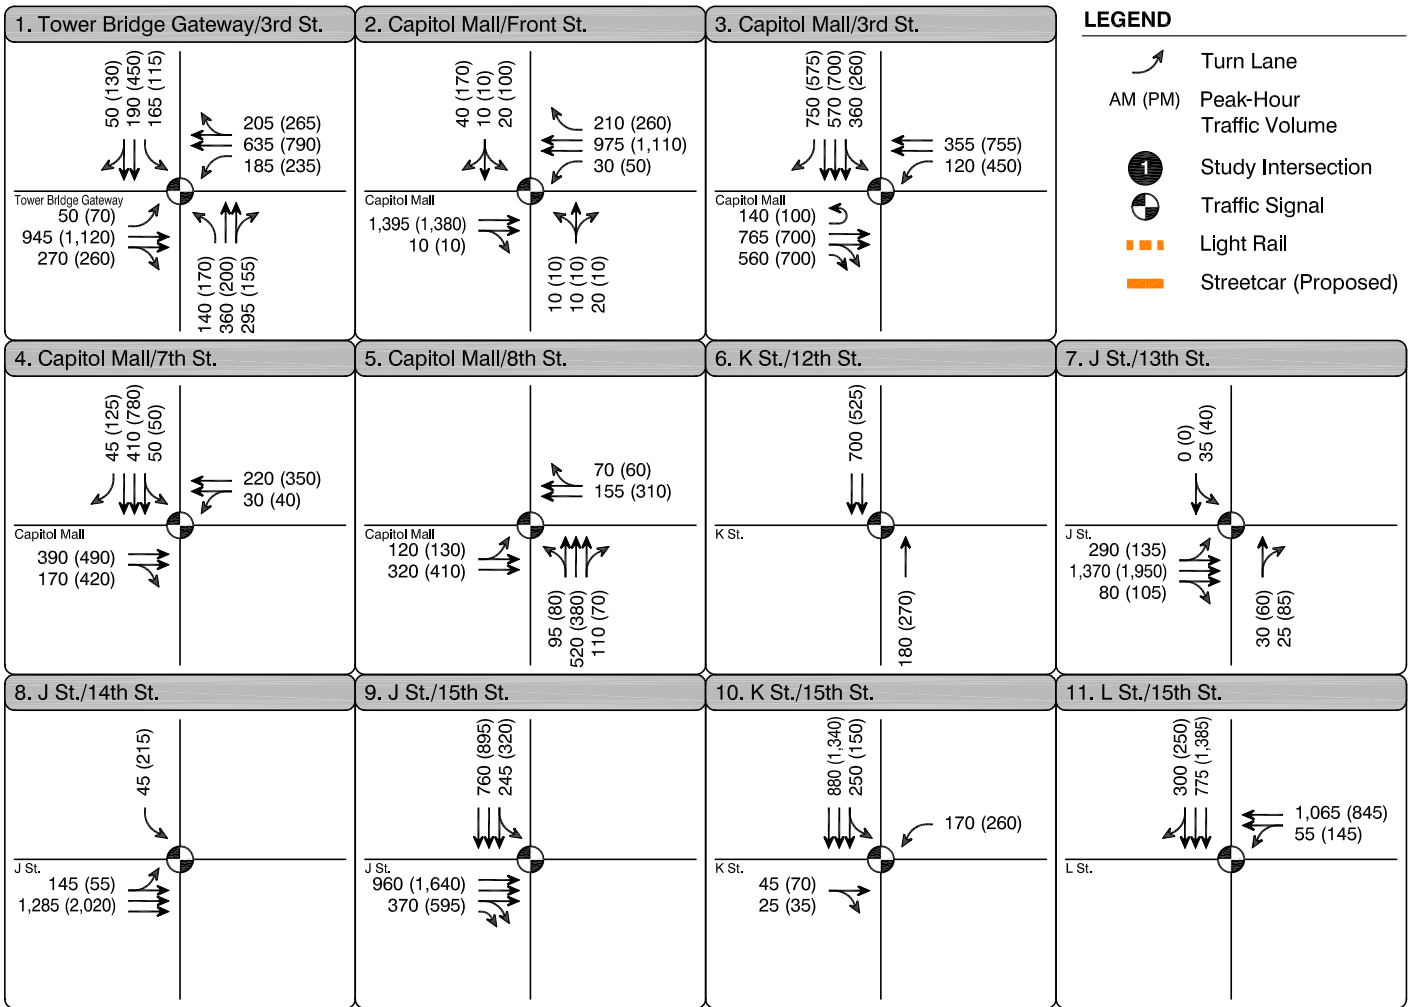 1. Tower Bridge Gateway/3rd St.
50 (130)
190 (450)
165 (115)
205 (265)
635 (790)
185 (235)
Tower Bridge Gateway
50 (70)
945 (1,120)
270 (260)
140 (170)
360 (200)
295 (155)
2. Capitol Mall/Front St.
40 (170)
10 (10)
20 (100)
210 (260)
975 (1,110)
30 (50)
Capitol Mall
1,395 (1,380)
10 (10)
10 (10)
10 (10)
20 (10)
3. Capitol Mall/3rd St.
750 (575)
570 (700)
360 (260)
355 (755)
120 (450)
Capitol Mall
140 (100)
765 (700)
560 (700)
LEGEND
Turn Lane
AM (PM) Peak-Hour
Traffic Volume
1 Study Intersection
Traffic Signal
Light Rail
Streetcar (Proposed)
4. Capitol Mall/7th St.
45 (125)
410 (780)
50 (50)
220 (350)
30 (40)
Capitol Mall
390 (490)
170 (420)
5. Capitol Mall/8th St.
70 (60)
155 (310)
Capitol Mall
120 (130)
320 (410)
95 (80)
520 (380)
110 (70)
6. K St./12th St.
700 (525)
K St.
180 (270)
7. J St./13th St.
0 (0)
35 (40)
J St.
290 (135)
1,370 (1,950)
80 (105)
30 (60)
25 (85)
8. J St./14th St.
45 (215)
J St.
145 (55)
1,285 (2,020)
9. J St./15th St.
760 (895)
245 (320)
J St.
960 (1,640)
370 (595)
10. K St./15th St.
880 (1,340)
250 (150)
170 (260)
K St.
45 (70)
25 (35)
11. L St./15th St.
300 (250)
775 (1,385)
1,065 (845)
55 (145)
L St.